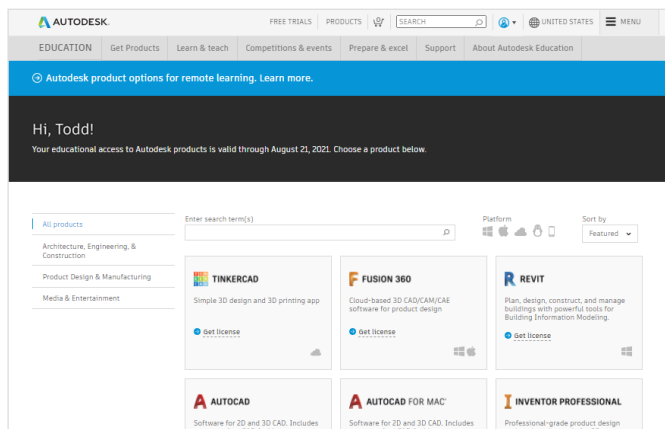 AUTODESK.
FREE TRIALS
PRODUCTS
SEARCH
UNITED STATES
MENU
EDUCATION
Get Products
Learn & teach
Competitions & events
Prepare & excel
Support
About Autodesk Education
Autodesk product options for remote learning. Learn more.
Hi, Todd!
Your educational access to Autodesk products is valid through August 21, 2021. Choose a product below.
All products
Architecture, Engineering, &
Construction
Product Design & Manufacturing
Media & Entertainment
Enter search term(s)
Platform
Sort by
Featured
TINKERCAD
Simple 3D design and 3D printing app
Get license
FUSION 360
Cloud-based 3D CAD/CAM/CAE
software for product design
Get license
REVIT
Plan, design, construct, and manage
buildings with powerful tools for
Building Information Modeling.
Get license
AUTOCAD
Software for 2D and 3D CAD. Includes
AUTOCAD FOR MAC®
Software for 2D and 3D CAD. Includes
INVENTOR PROFESSIONAL
Professional-grade product design